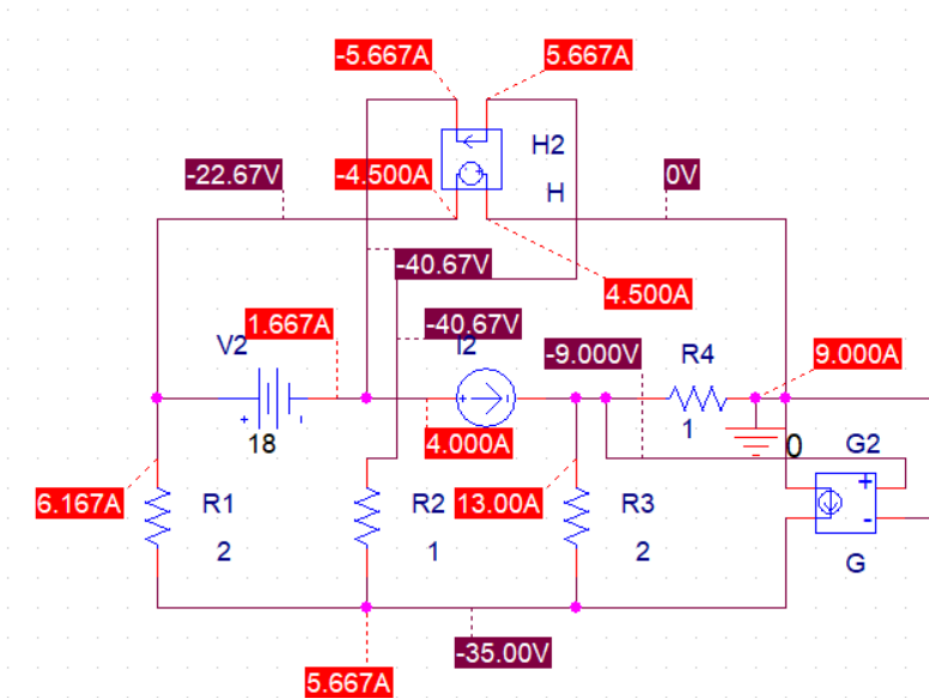 -5.667A 5.667A
H2
-22.67V -4.500A 0V
H
-40.67V
4.500A
1.667A -40.67V
V2 I2 -9.000V R4 9.000A
+ - +
18 4.000A 1 0 G2
6.167A R1 R2 13.00A R3 +
-
2 1 2 G
-35.00V
5.667A